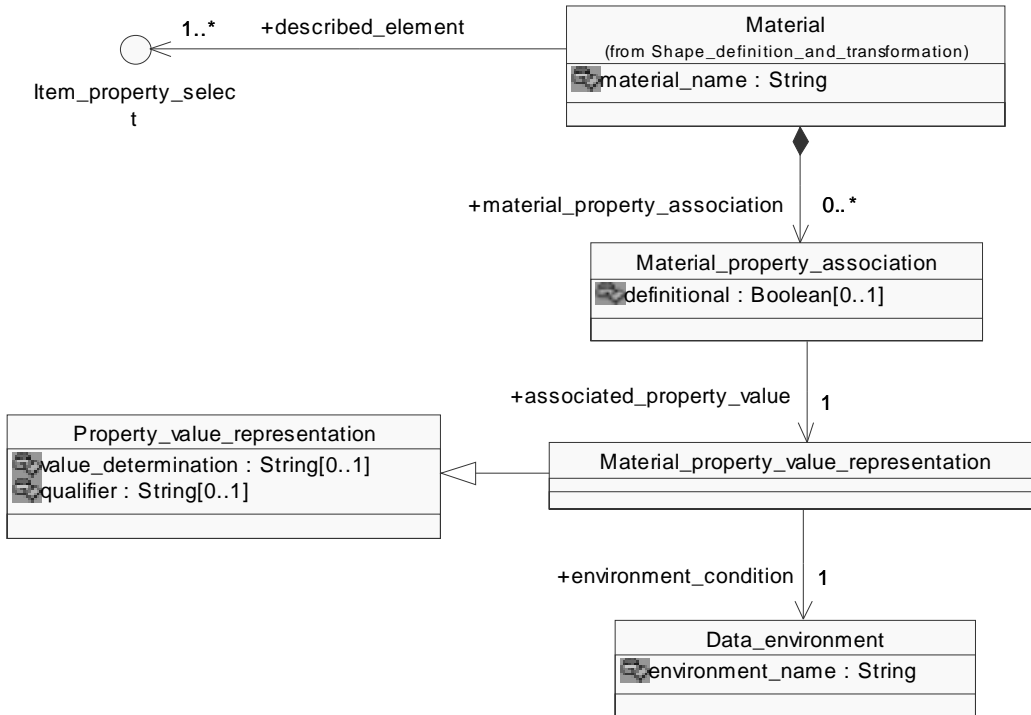 1..*
+described_element
Item_property_selec
t
Material
(from Shape_definition_and_transformation)
material_name : String
+material_property_association
0..*
Material_property_association
definitional : Boolean[0..1]
+associated_property_value
1
Property_value_representation
value_determination : String[0..1]
qualifier : String[0..1]
Material_property_value_representation
+environment_condition
1
Data_environment
environment_name : String